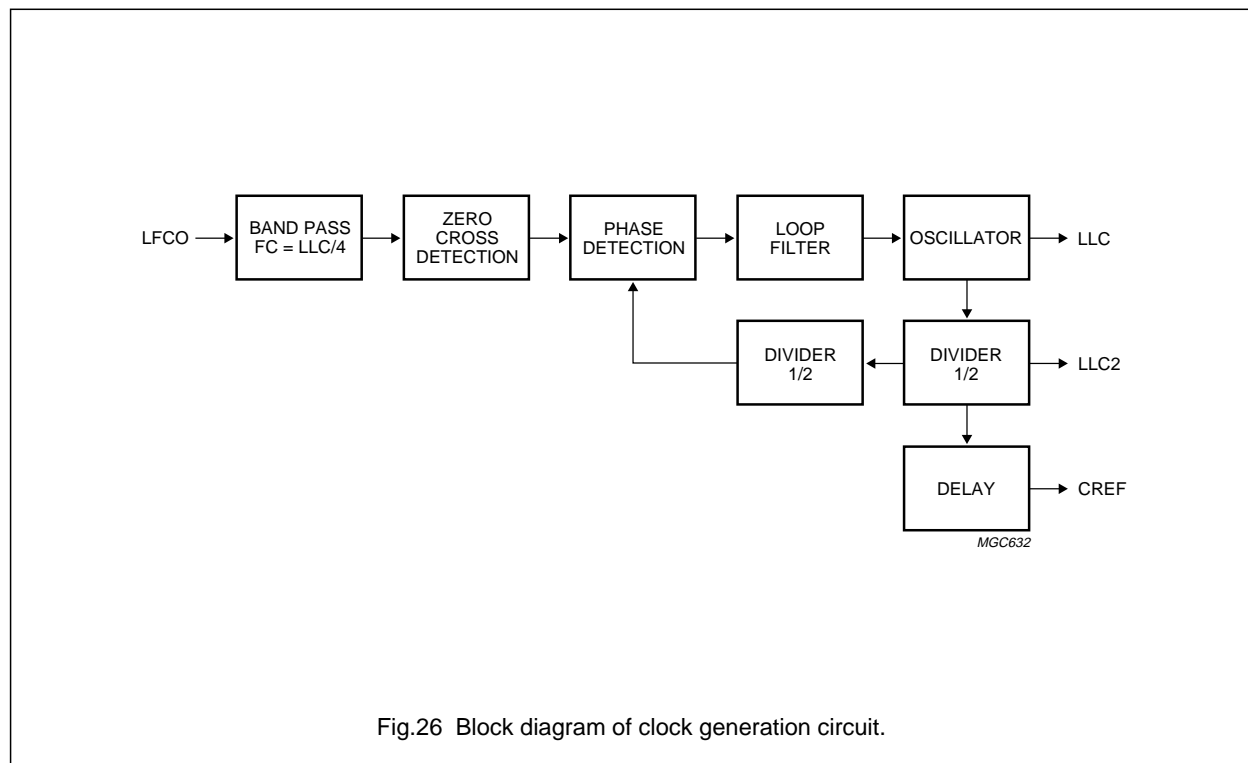 LFCO
BAND PASS
FC = LLC/4
ZERO
CROSS
DETECTION
PHASE
DETECTION
LOOP
FILTER
OSCILLATOR
LLC
DIVIDER
1/2
DIVIDER
1/2
LLC2
DELAY
CREF
MGC632
Fig.26 Block diagram of clock generation circuit.